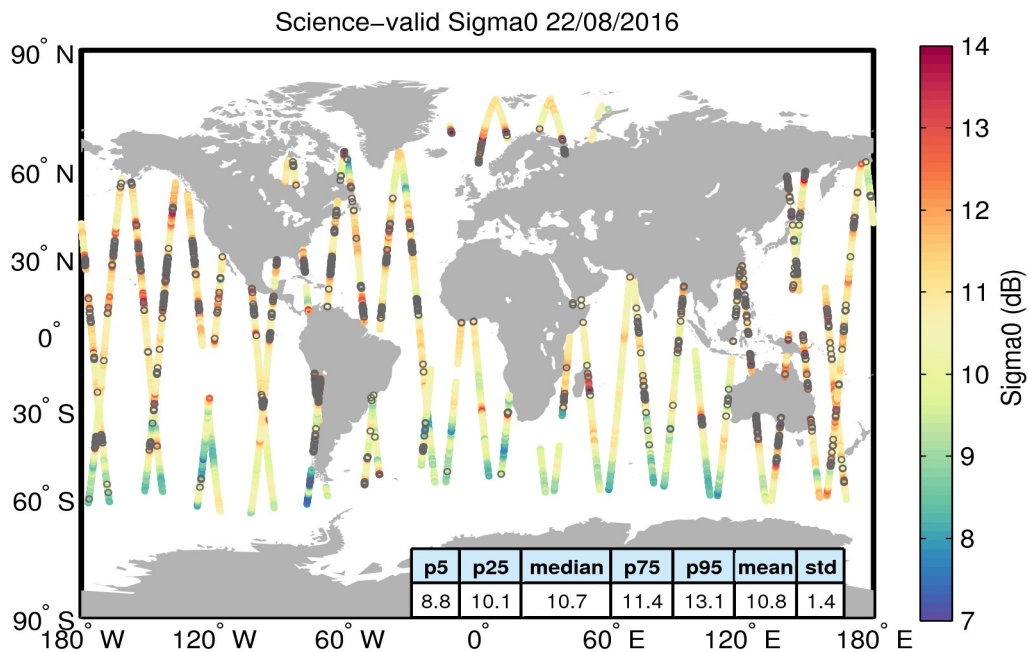 Science−valid Sigma0 22/08/2016
90° N
60° N
30° N
0°
30° S
60° S
90° S
180° W
120° W
60° W
0°
60° E
120° E
180° E
p5 p25 median p75 p95 mean std
8.8 10.1 10.7 11.4 13.1 10.8 1.4
14
13
12
11
10
9
8
7
Sigma0 (dB)